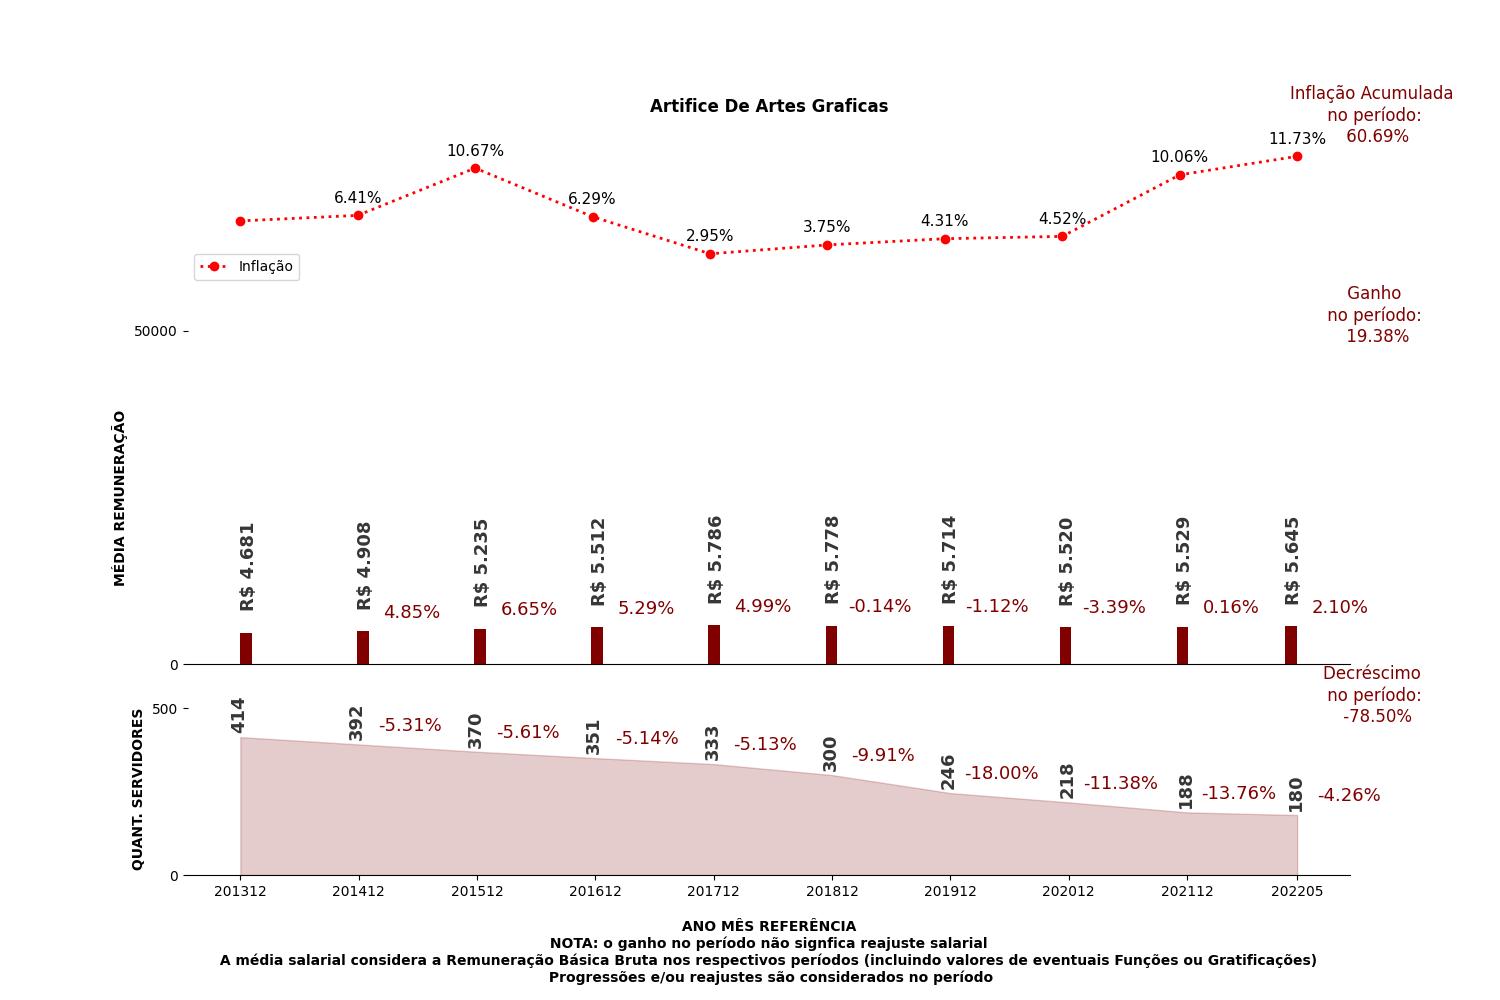 Artifice De Artes Graficas
Inflação Acumulada
no período:
60.69%
6.41%
10.67%
6.29%
2.95%
3.75%
4.31%
4.52%
10.06%
11.73%
Inflação
Ganho
no período:
19.38%
50000
MÉDIA REMUNERAÇÃO
R$ 4.681
R$ 4.908
R$ 5.235
R$ 5.512
R$ 5.786
R$ 5.778
R$ 5.714
R$ 5.520
R$ 5.529
R$ 5.645
4.85%
6.65%
5.29%
4.99%
-0.14%
-1.12%
-3.39%
0.16%
2.10%
0
Decréscimo
no período:
-78.50%
QUANT. SERVIDORES
500
414
392
370
351
333
300
246
218
188
180
-5.31%
-5.61%
-5.14%
-5.13%
-9.91%
-18.00%
-11.38%
-13.76%
-4.26%
0
201312
201412
201512
201612
201712
201812
201912
202012
202112
202205
ANO MÊS REFERÊNCIA
NOTA: o ganho no período não signfica reajuste salarial
A média salarial considera a Remuneração Básica Bruta nos respectivos períodos (incluindo valores de eventuais Funções ou Gratificações)
Progressões e/ou reajustes são considerados no período